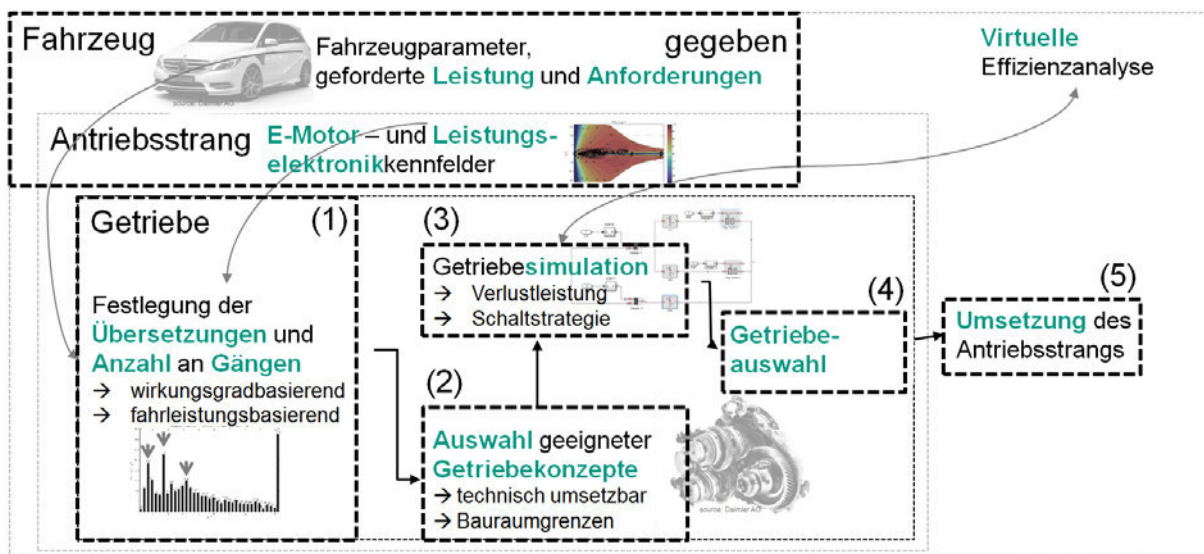 Fahrzeug
Fahrzeugparameter,
gegeben
geforderte Leistung und Anforderungen
source: Daimler AG
Virtuelle
Effizienzanalyse
Antriebsstrang
E-Motor – und Leistungs-
elektronikkennfelder
Getriebe
(1)
Festlegung der
Übersetzungen und
Anzahl an Gängen
→ wirkungsgradbasierend
→ fahrleistungsbasierend
(2)
Auswahl geeigneter
Getriebekonzepte
→ technisch umsetzbar
→ Bauraumgrenzen
source: Daimler AG
(3)
Getriebesimulation
→ Verlustleistung
→ Schaltstrategie
(4)
Getriebe-
auswahl
(5)
Umsetzung des
Antriebsstrangs